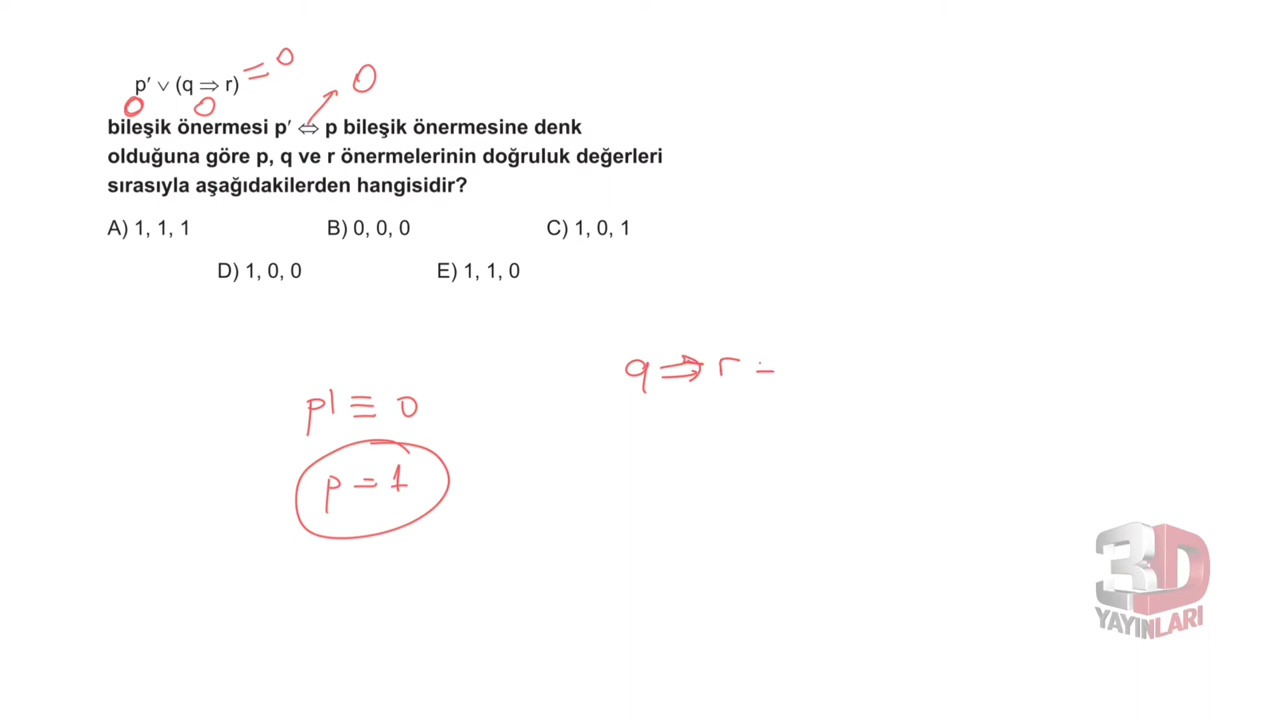 p′ ∨ (q ⇒ r) = 0
0 0 0
bileşik önermesi p′ ⇔ p bileşik önermesine denk
olduğuna göre p, q ve r önermelerinin doğruluk değerleri
sırasıyla aşağıdakilerden hangisidir?
A) 1, 1, 1 B) 0, 0, 0 C) 1, 0, 1
D) 1, 0, 0 E) 1, 1, 0
q ⇒ r =
p' ≡ 0
p = 1
3D
YAYINLARI